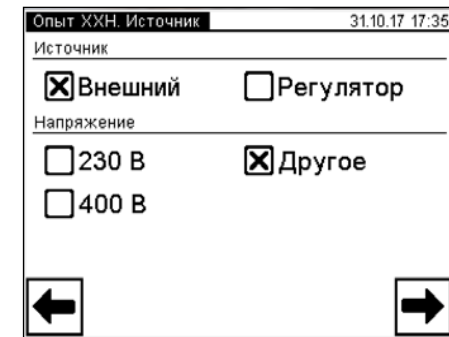 Опыт ХХН. Источник 31.10.17 17:35
Источник
Внешний Регулятор
Напряжение
230 В Другое
400 В